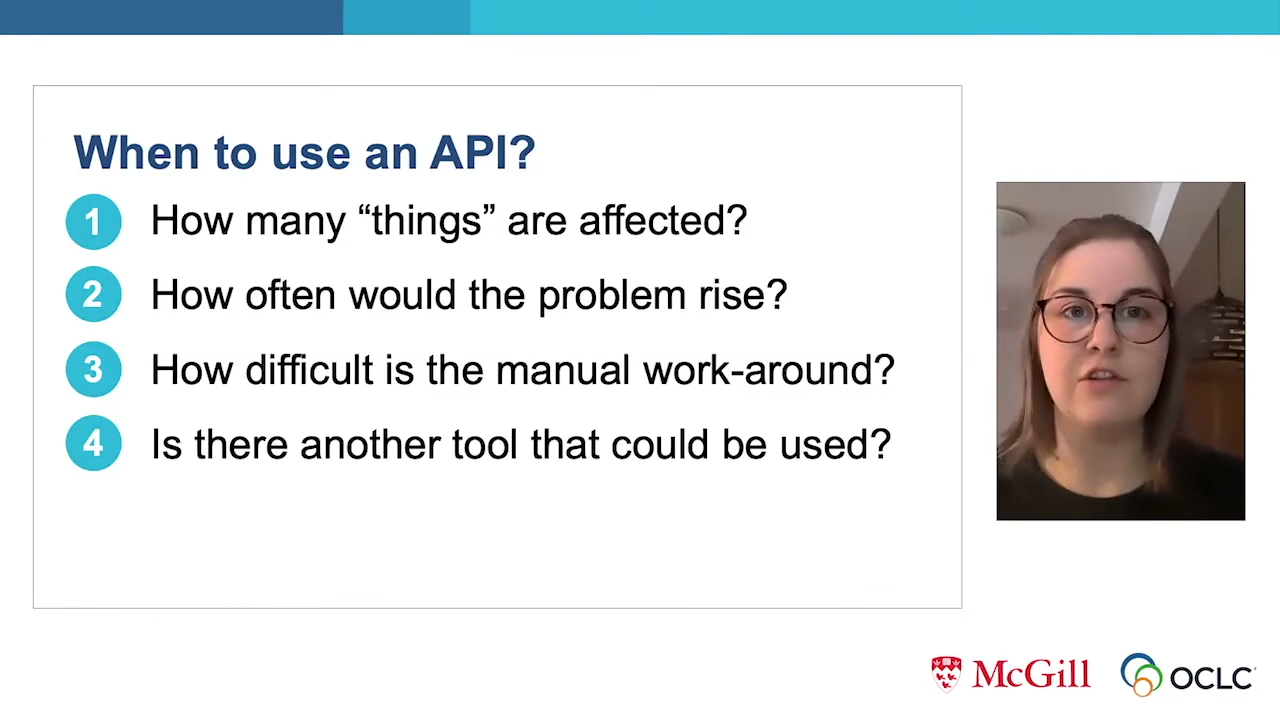 When to use an API?
1 How many “things” are affected?
2 How often would the problem rise?
3 How difficult is the manual work-around?
4 Is there another tool that could be used?
McGill OCLC